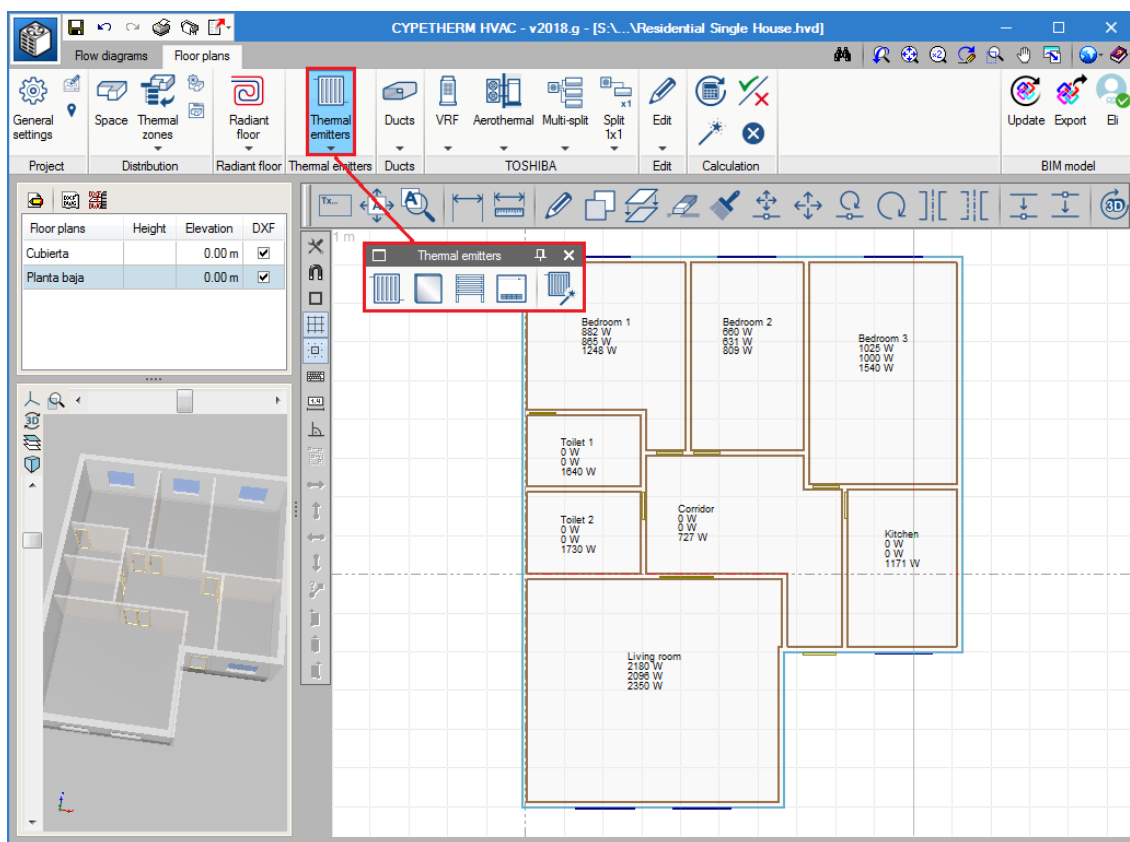 CYPETHERM HVAC - v2018.g - [S:\...\Residential Single House.hvd]
Flow diagrams Floor plans
General settings
Space
Thermal zones
Radiant floor
Thermal emitters
Ducts
VRF
Aerothermal
Multi-split
x1
Split 1x1
Edit
Update
Export
Eli
Project Distribution Radiant floor Thermal emitters Ducts TOSHIBA Edit Calculation BIM model
Tx...
Floor plans Height Elevation DXF
Cubierta 0.00 m
Planta baja 0.00 m
1 m
Thermal emitters
Bedroom 1
882 W
865 W
1248 W
Bedroom 2
660 W
631 W
809 W
Bedroom 3
1025 W
1000 W
1540 W
Toilet 1
0 W
0 W
1640 W
Toilet 2
0 W
0 W
1730 W
Corridor
0 W
0 W
727 W
Kitchen
0 W
0 W
1171 W
Living room
2180 W
2096 W
2350 W
3D
3D